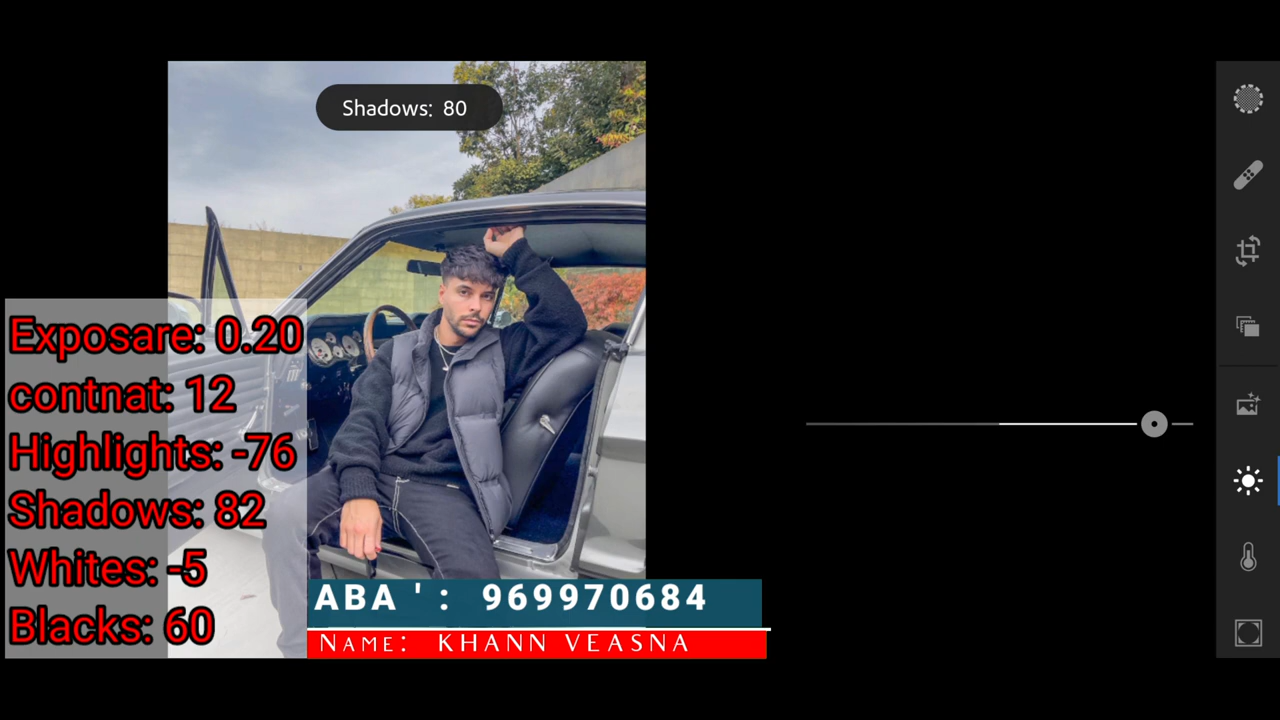 Shadows: 80
Exposare: 0.20
contnat: 12
Highlights: -76
Shadows: 82
Whites: -5
Blacks: 60
ABA ' : 969970684
NAME: KHANN VEASNA